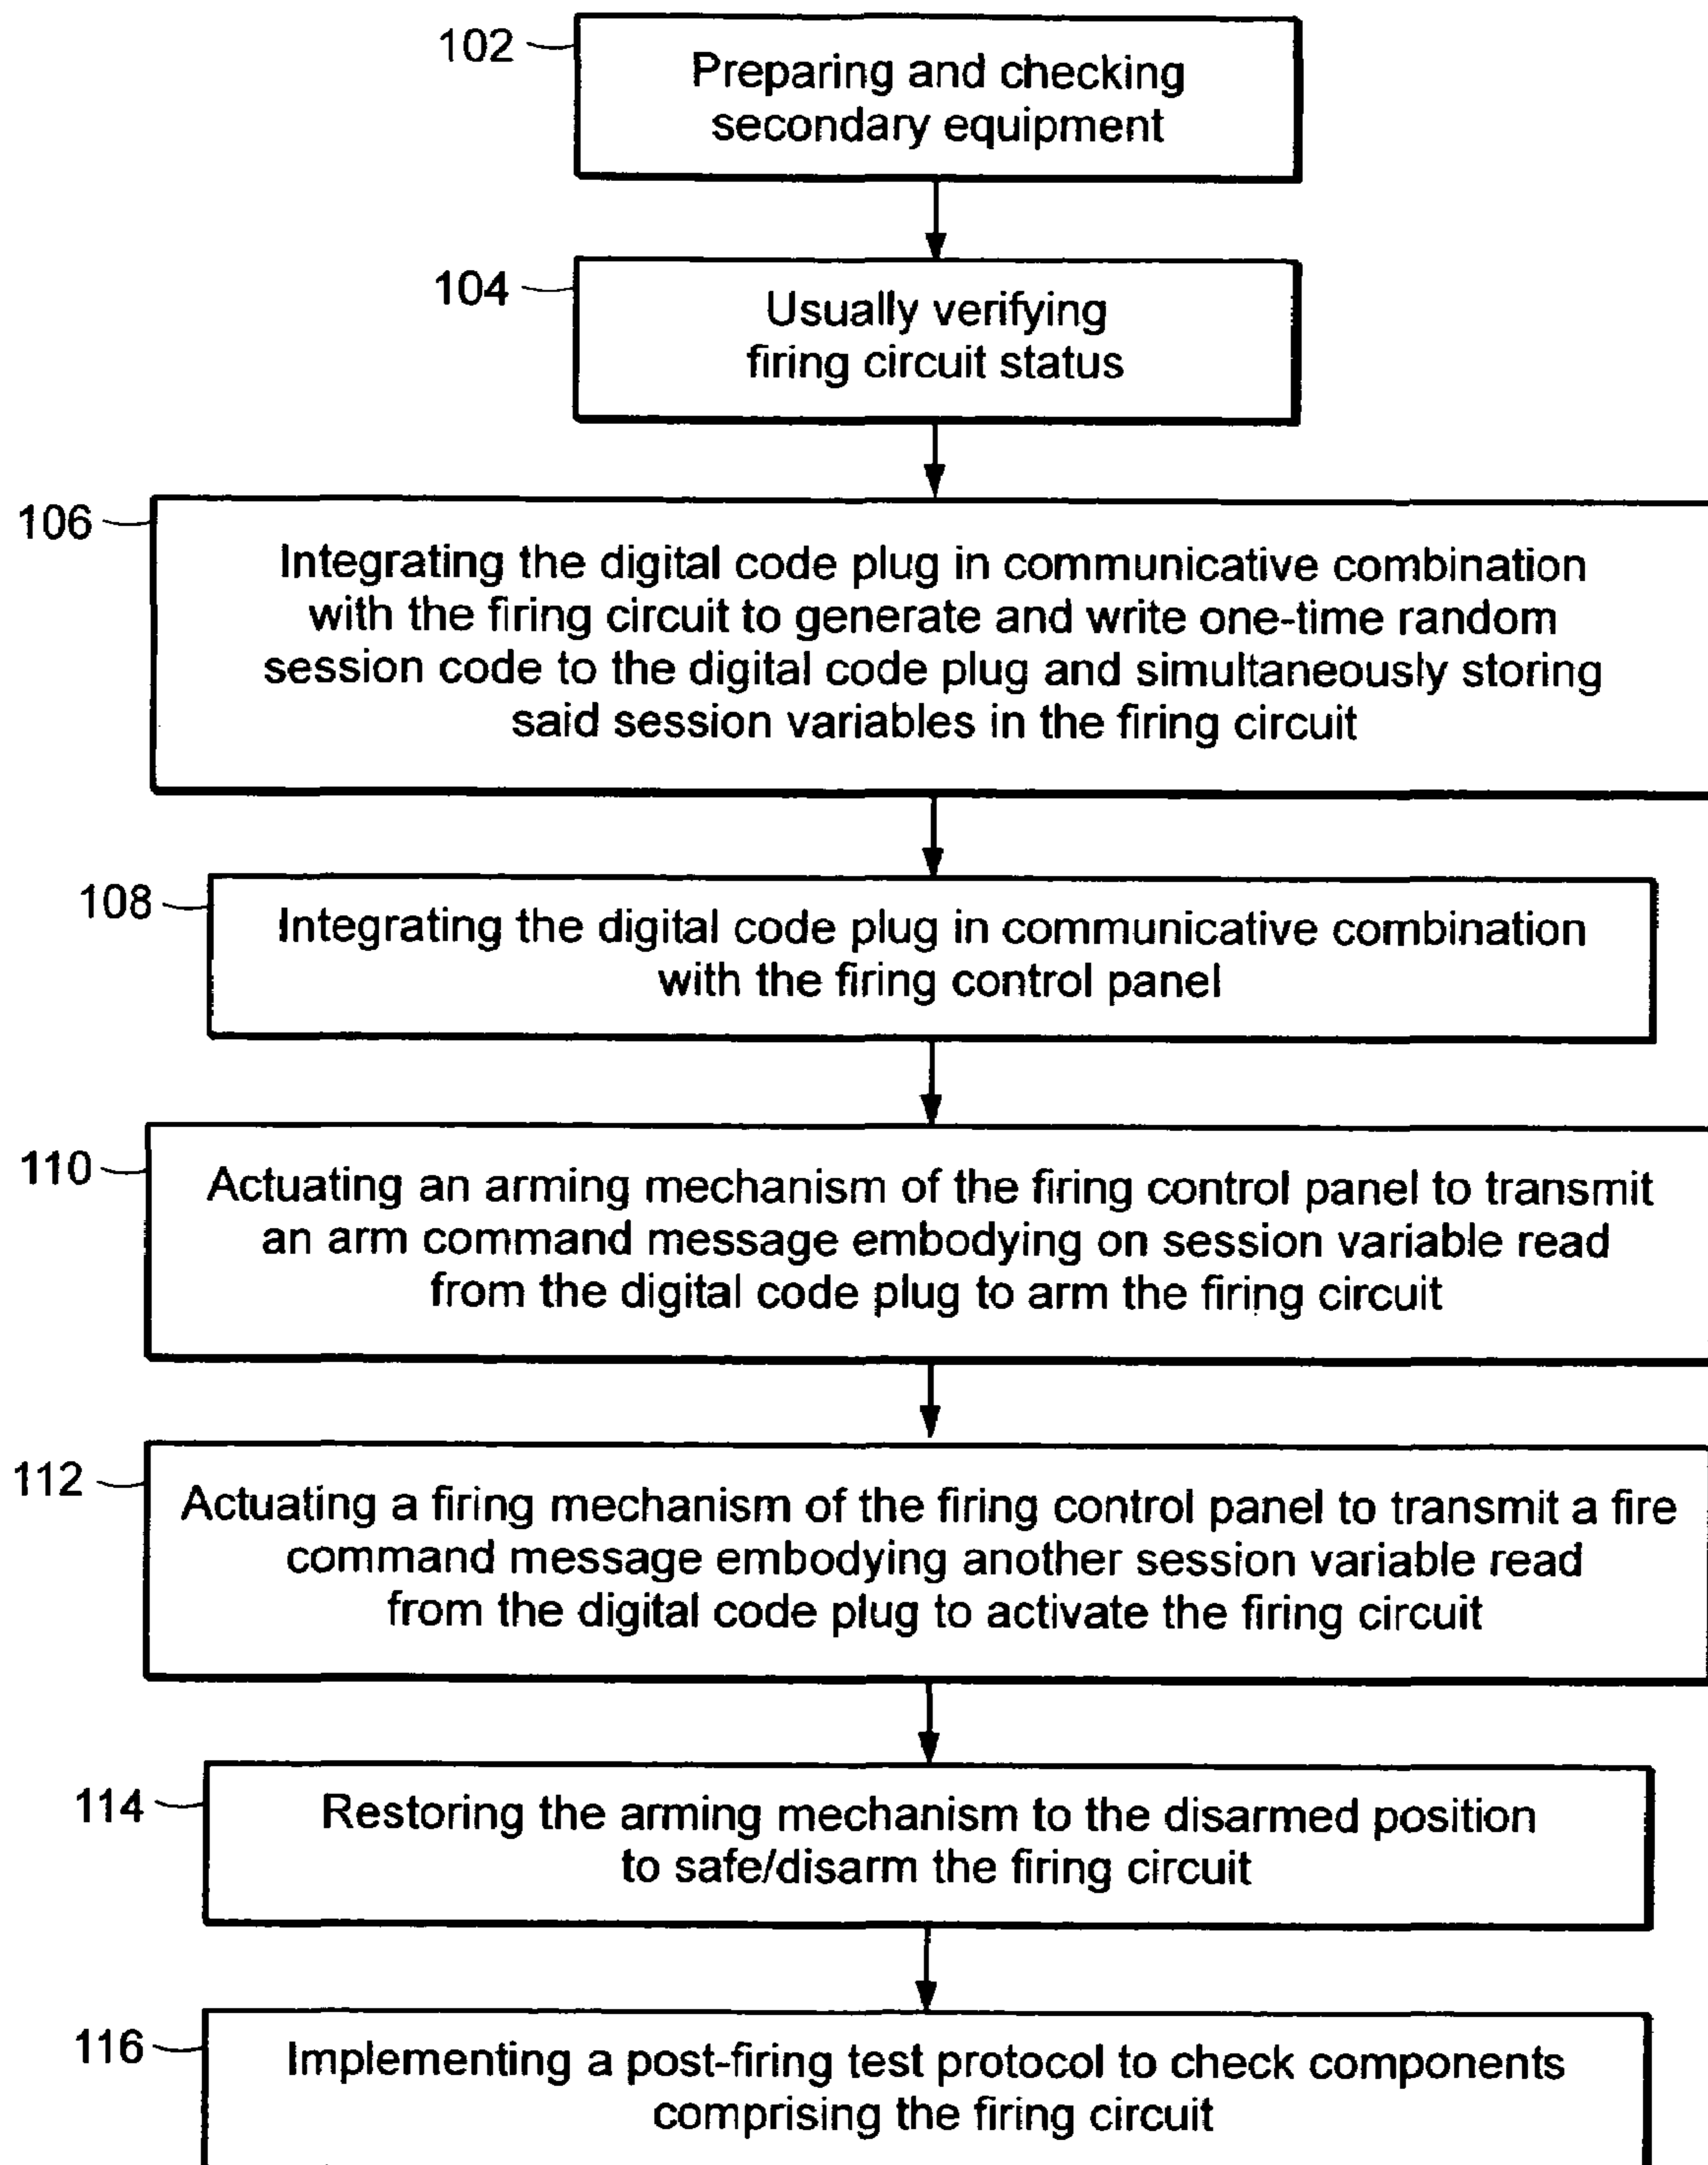 102
Preparing and checking
secondary equipment
104
Usually verifying
firing circuit status
106
Integrating the digital code plug in communicative combination
with the firing circuit to generate and write one-time random
session code to the digital code plug and simultaneously storing
said session variables in the firing circuit
108
Integrating the digital code plug in communicative combination
with the firing control panel
110
Actuating an arming mechanism of the firing control panel to transmit
an arm command message embodying on session variable read
from the digital code plug to arm the firing circuit
112
Actuating a firing mechanism of the firing control panel to transmit a fire
command message embodying another session variable read
from the digital code plug to activate the firing circuit
114
Restoring the arming mechanism to the disarmed position
to safe/disarm the firing circuit
116
Implementing a post-firing test protocol to check components
comprising the firing circuit